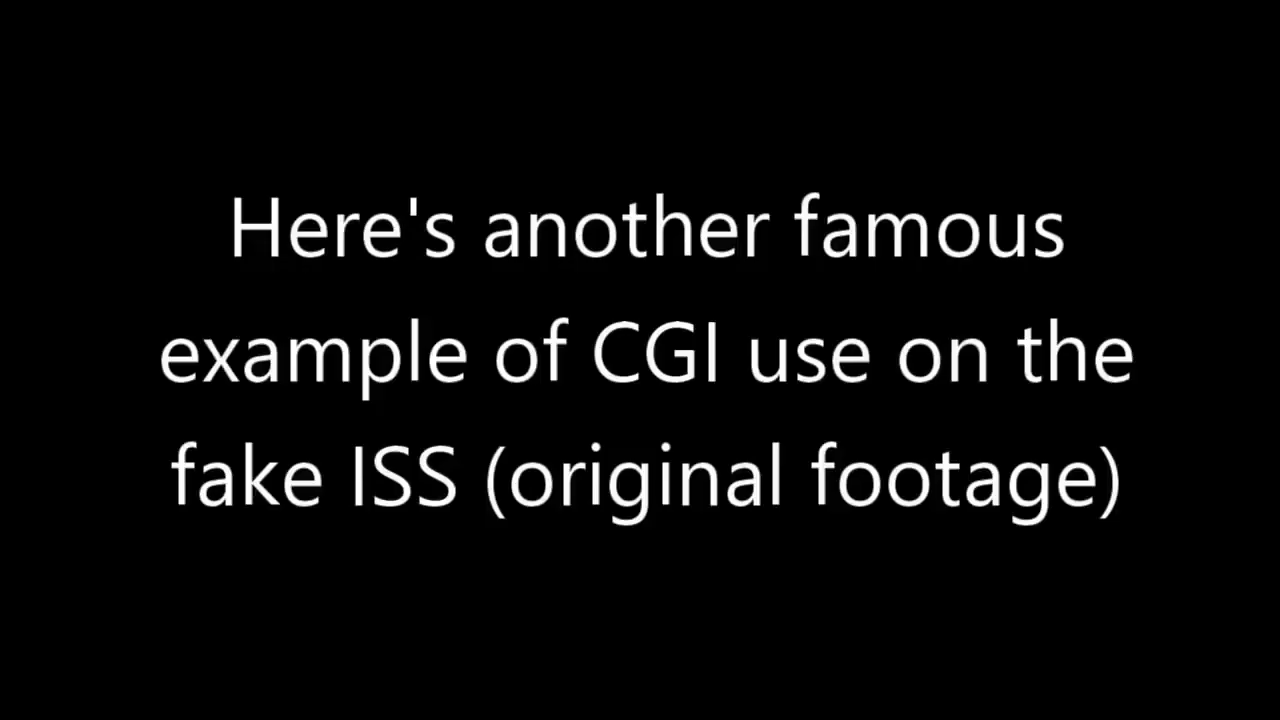 Here's another famous
example of CGI use on the
fake ISS (original footage)